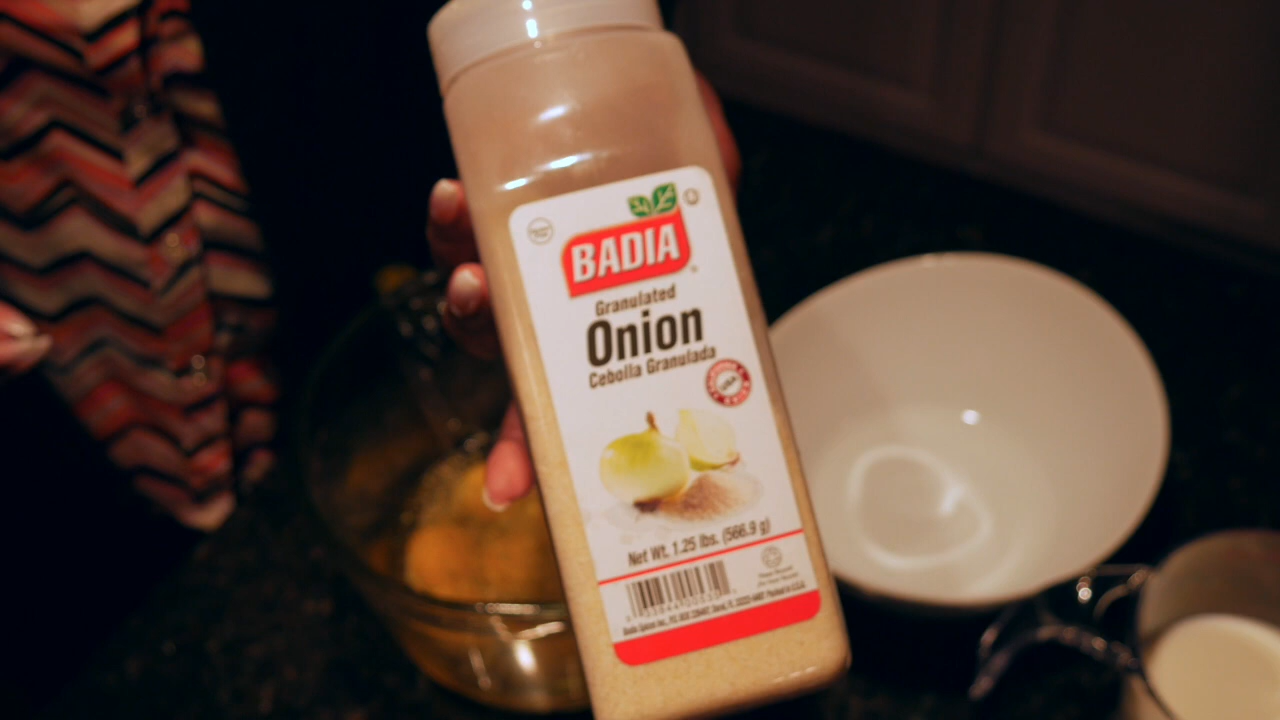 BADIA
Granulated
Onion
Cebolla Granulada
Net Wt. 1.25 lbs. (566.9 g)